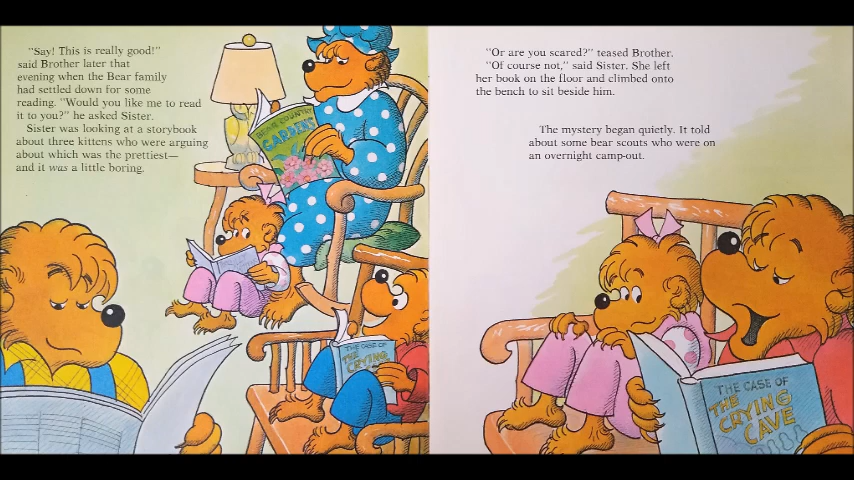 "Say! This is really good!"
said Brother later that
evening when the Bear family
had settled down for some
reading. "Would you like me to read
it to you?" he asked Sister.
Sister was looking at a storybook
about three kittens who were arguing
about which was the prettiest—
and it was a little boring.
BEAR COUNTRY
GARDENS
THE CASE OF
THE
CRYING
"Or are you scared?" teased Brother.
"Of course not," said Sister. She left
her book on the floor and climbed onto
the bench to sit beside him.
The mystery began quietly. It told
about some bear scouts who were on
an overnight camp-out.
THE CASE OF
THE
CRYING
CAVE